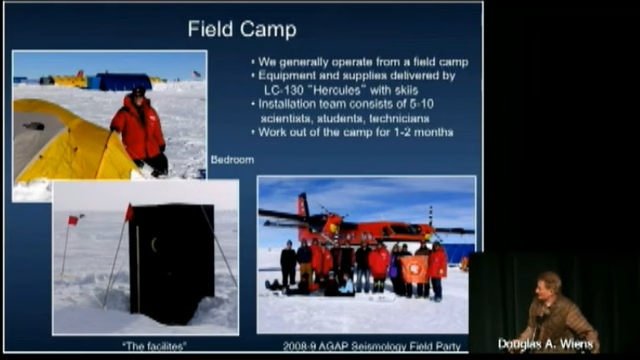 Field Camp
• We generally operate from a field camp
• Equipment and supplies delivered by
LC-130 "Hercules" with skiis
• Installation team consists of 5-10
scientists, students, technicians
• Work out of the camp for 1-2 months
Bedroom
"The facilites"
2008-9 AGAP Seismology Field Party
Douglas A. Wiens